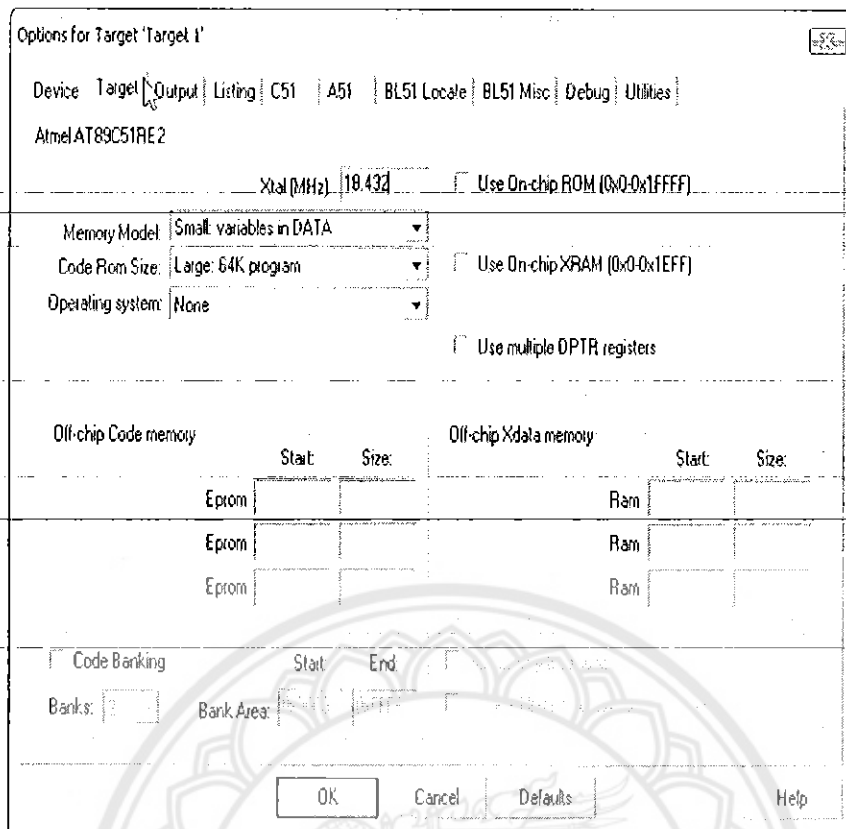 Options for Target 'Target 1'
Device Target Output Listing C51 A51 BL51 Locate BL51 Misc Debug Utilities
Atmel AT89C51RE2
Xtal (MHz): 18.432 Use On-chip ROM (0x0-0x1FFFF)
Memory Model: Small: variables in DATA
Code Rom Size: Large: 64K program Use On-chip XRAM (0x0-0x1EFF)
Operating system: None
Use multiple DPTR registers
Off-chip Code memory Off-chip Xdata memory
Start: Size: Start: Size:
Eprom Ram
Eprom Ram
Eprom Ram
Code Banking Start: End:
Banks: 2 Bank Area:
OK Cancel Defaults Help